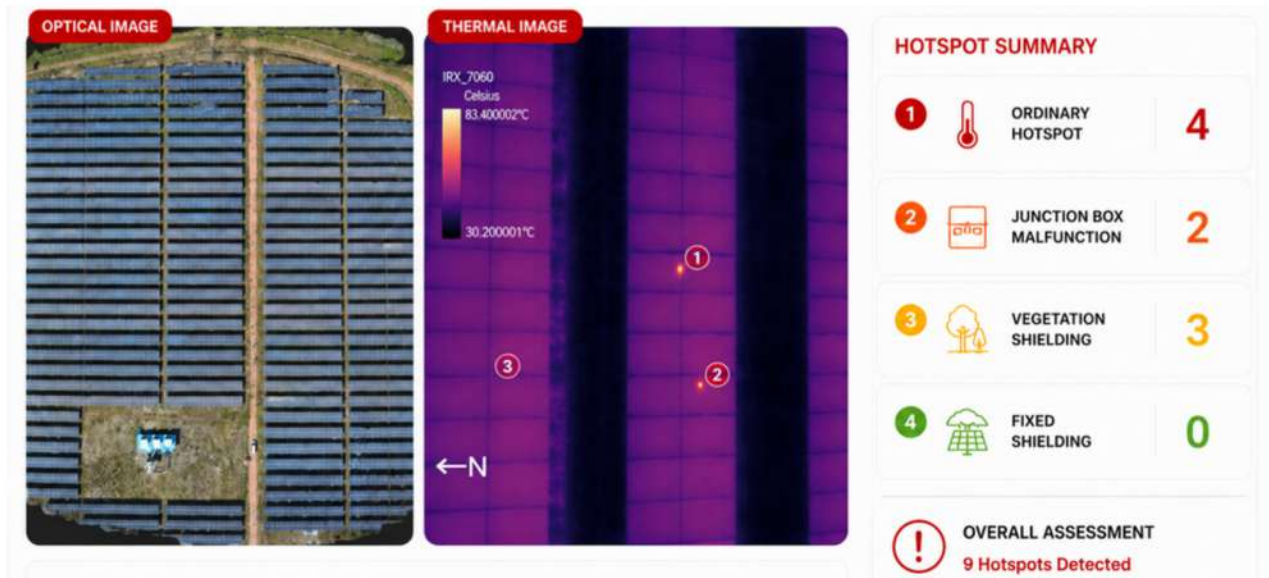 OPTICAL IMAGE
THERMAL IMAGE
IRX_7060
Celsius
83.400002°C
30.200001°C
1
2
3
←N
HOTSPOT SUMMARY
1
ORDINARY
HOTSPOT
4
2
JUNCTION BOX
MALFUNCTION
2
3
VEGETATION
SHIELDING
3
4
FIXED
SHIELDING
0
!
OVERALL ASSESSMENT
9 Hotspots Detected